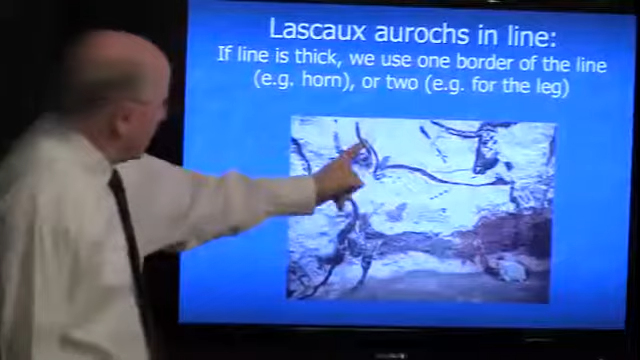 Lascaux aurochs in line:
If line is thick, we use one border of the line
(e.g. horn), or two (e.g. for the leg)